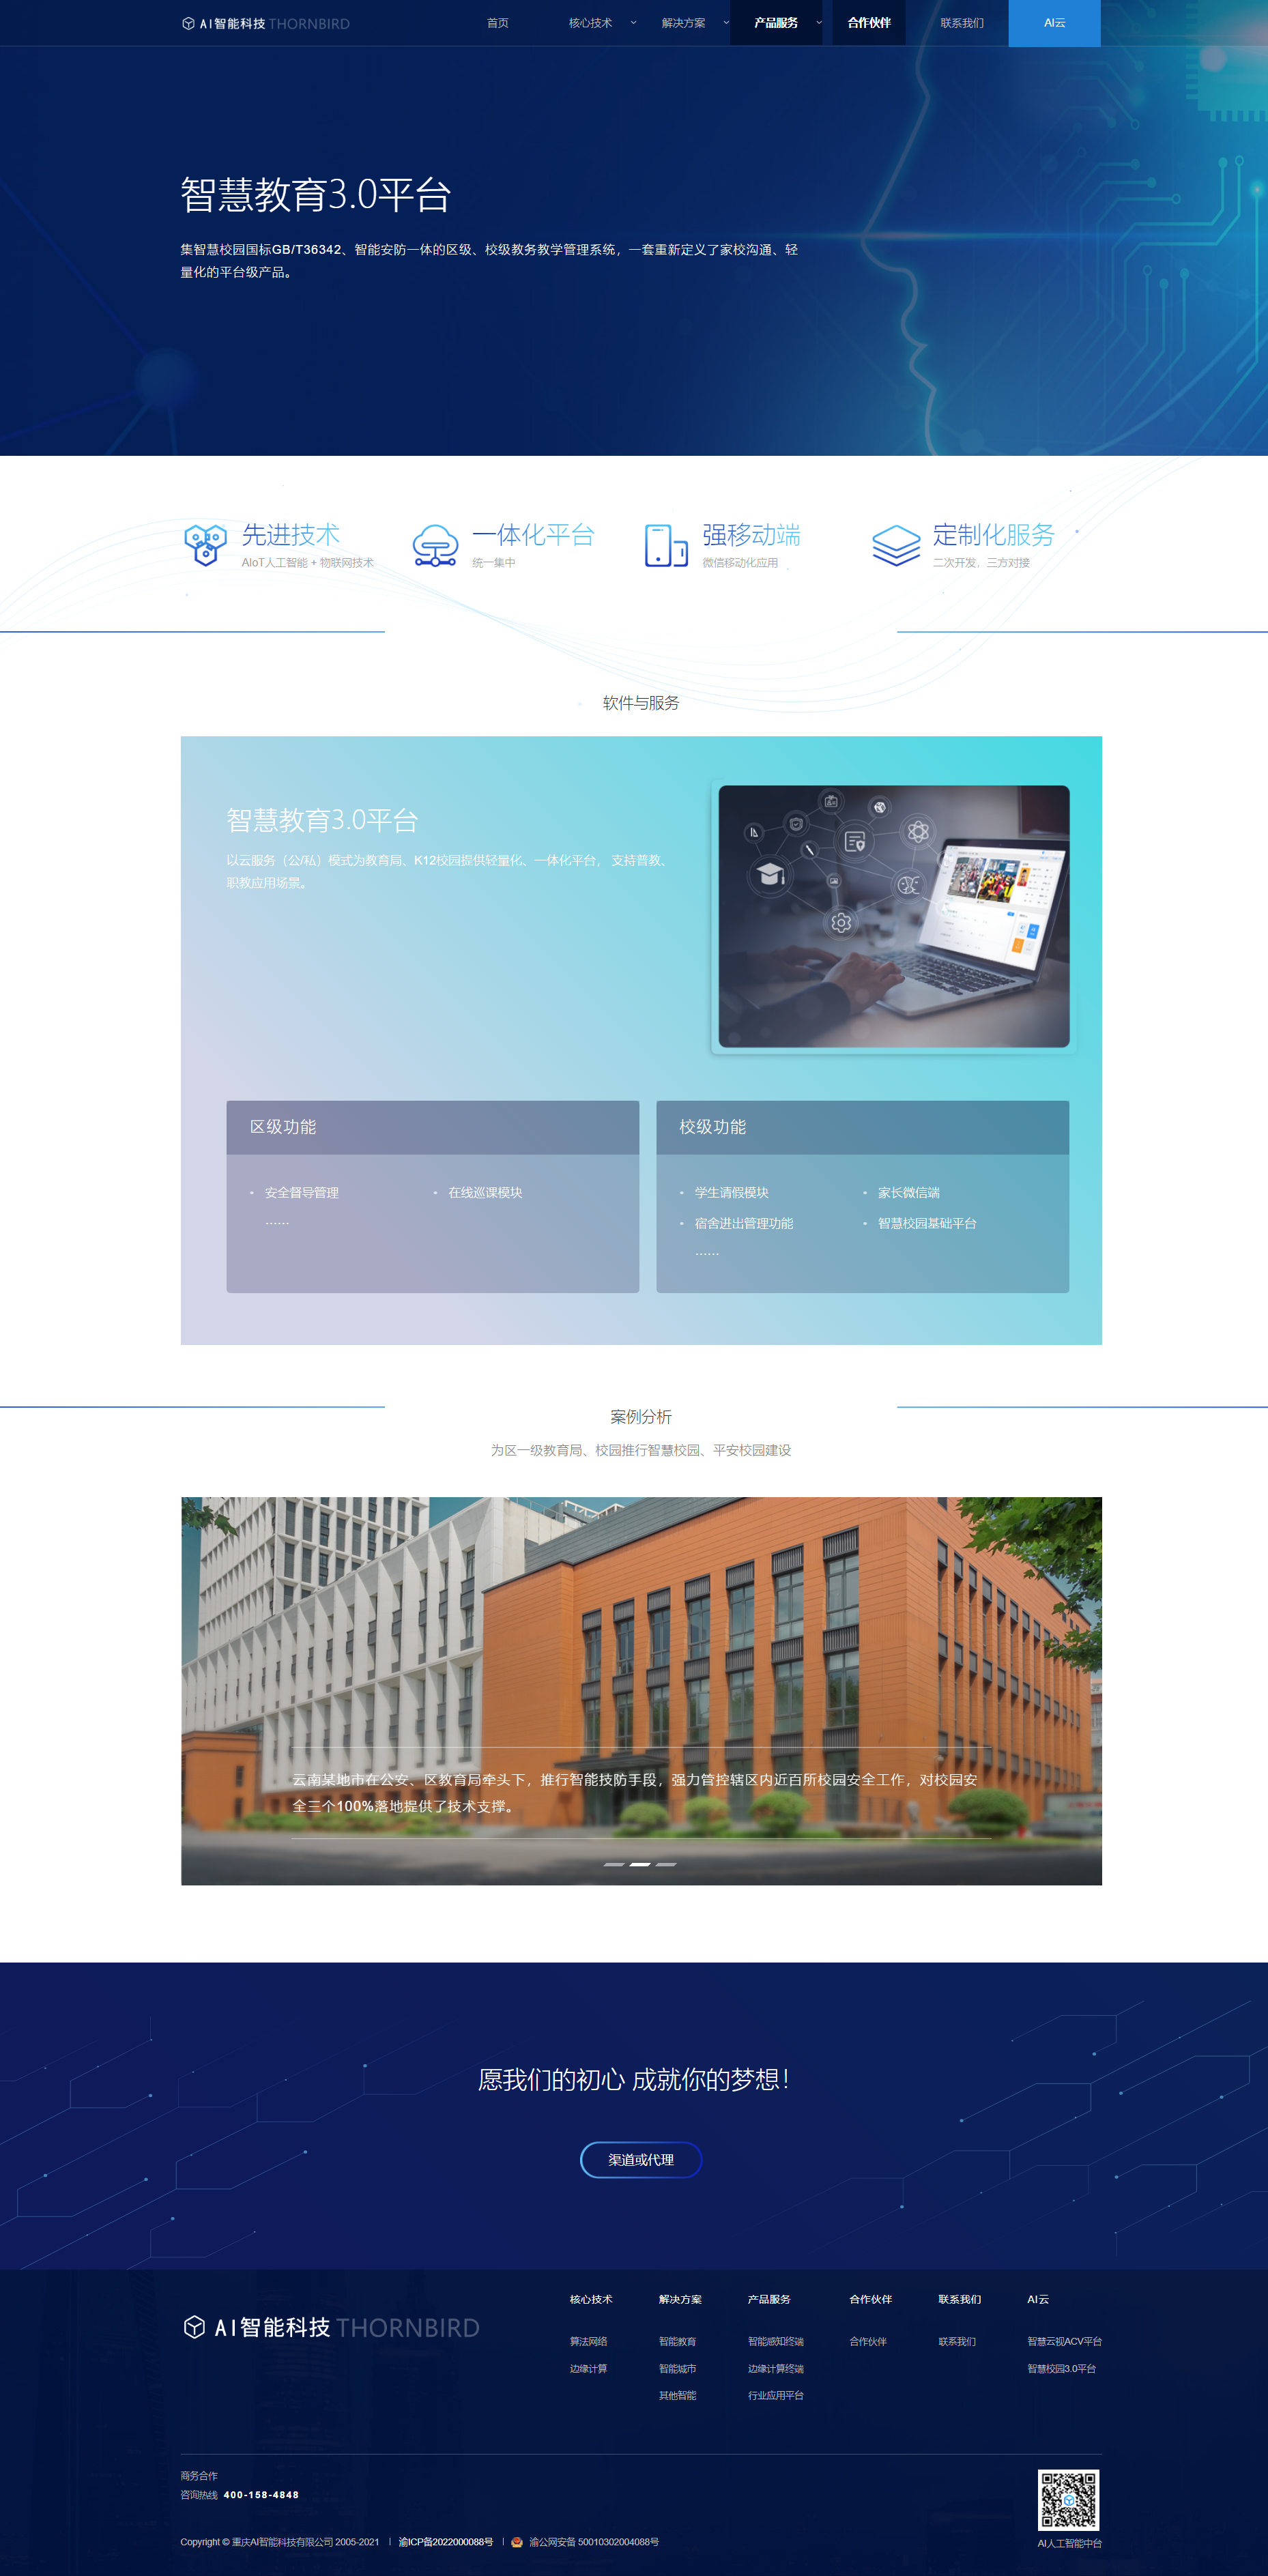 AI智能科技 THORNBIRD
首页 核心技术 解决方案 产品服务 合作伙伴 联系我们 AI云
智慧教育3.0平台
集智慧校园国标GB/T36342、智能安防一体的区级、校级教务教学管理系统，一套重新定义了家校沟通、轻
量化的平台级产品。
先进技术
AIoT人工智能 + 物联网技术
一体化平台
统一集中
强移动端
微信移动化应用
定制化服务
二次开发，三方对接
软件与服务
智慧教育3.0平台
以云服务（公/私）模式为教育局、K12校园提供轻量化、一体化平台， 支持普教、
职教应用场景。
区级功能
安全督导管理
在线巡课模块
……
校级功能
学生请假模块
家长微信端
宿舍进出管理功能
智慧校园基础平台
……
案例分析
为区一级教育局、校园推行智慧校园、平安校园建设
云南某地市在公安、区教育局牵头下，推行智能技防手段，强力管控辖区内近百所校园安全工作，对校园安
全三个100%落地提供了技术支撑。
愿我们的初心 成就你的梦想！
渠道或代理
AI智能科技 THORNBIRD
核心技术
算法网络
边缘计算
解决方案
智能教育
智能城市
其他智能
产品服务
智能感知终端
边缘计算终端
行业应用平台
合作伙伴
合作伙伴
联系我们
联系我们
AI云
智慧云视ACV平台
智慧校园3.0平台
商务合作
咨询热线 400-158-4848
Copyright © 重庆AI智能科技有限公司 2005-2021 | 渝ICP备2022000088号 | 渝公网安备 50010302004088号
AI人工智能中台